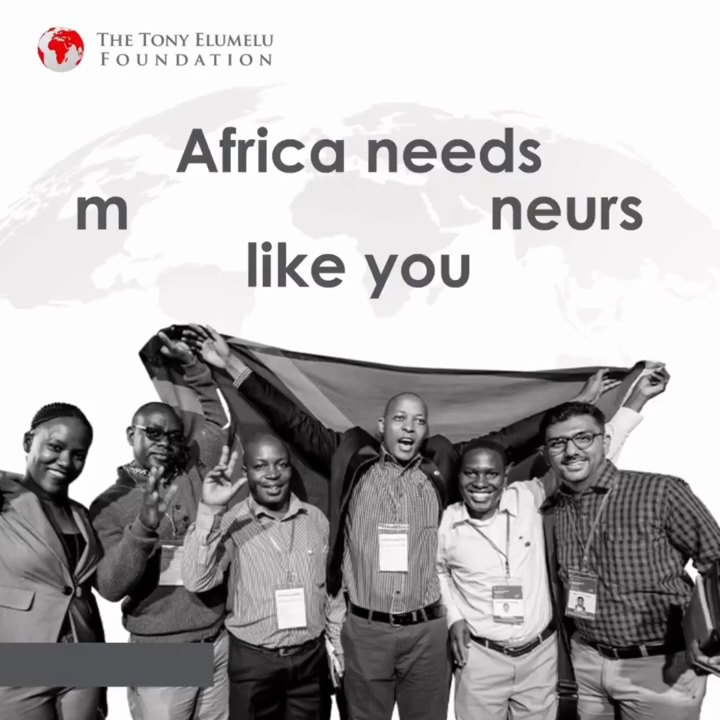 THE TONY ELUMELU
FOUNDATION
Africa needs
m neurs
like you